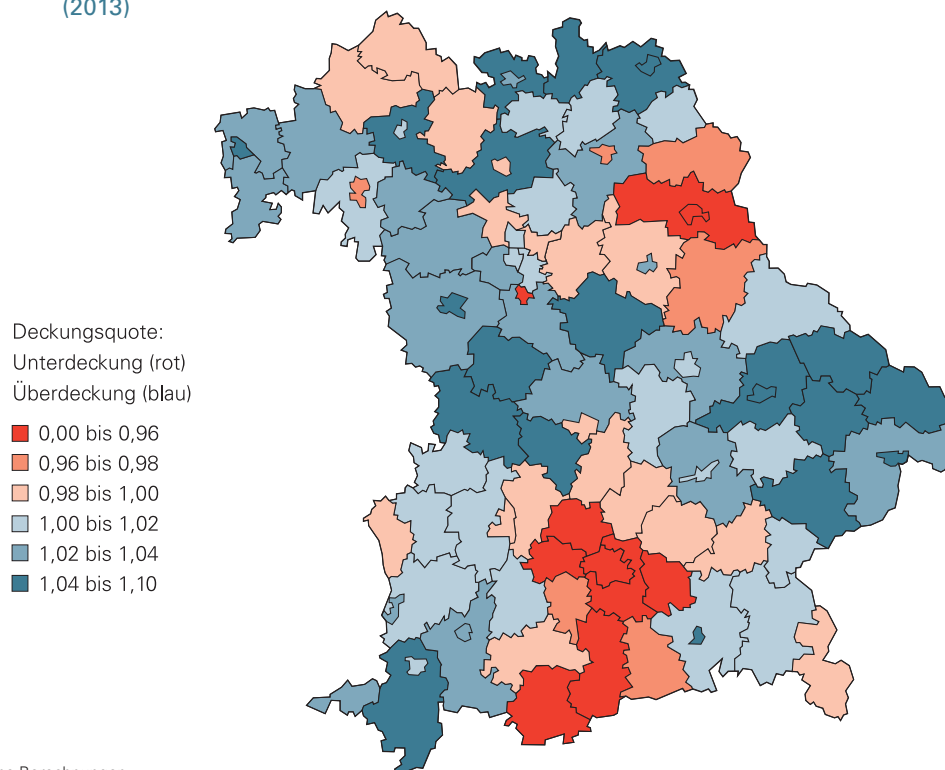 (2013)
Deckungsquote:
Unterdeckung (rot)
Überdeckung (blau)
0,00 bis 0,96
0,96 bis 0,98
0,98 bis 1,00
1,00 bis 1,02
1,02 bis 1,04
1,04 bis 1,10